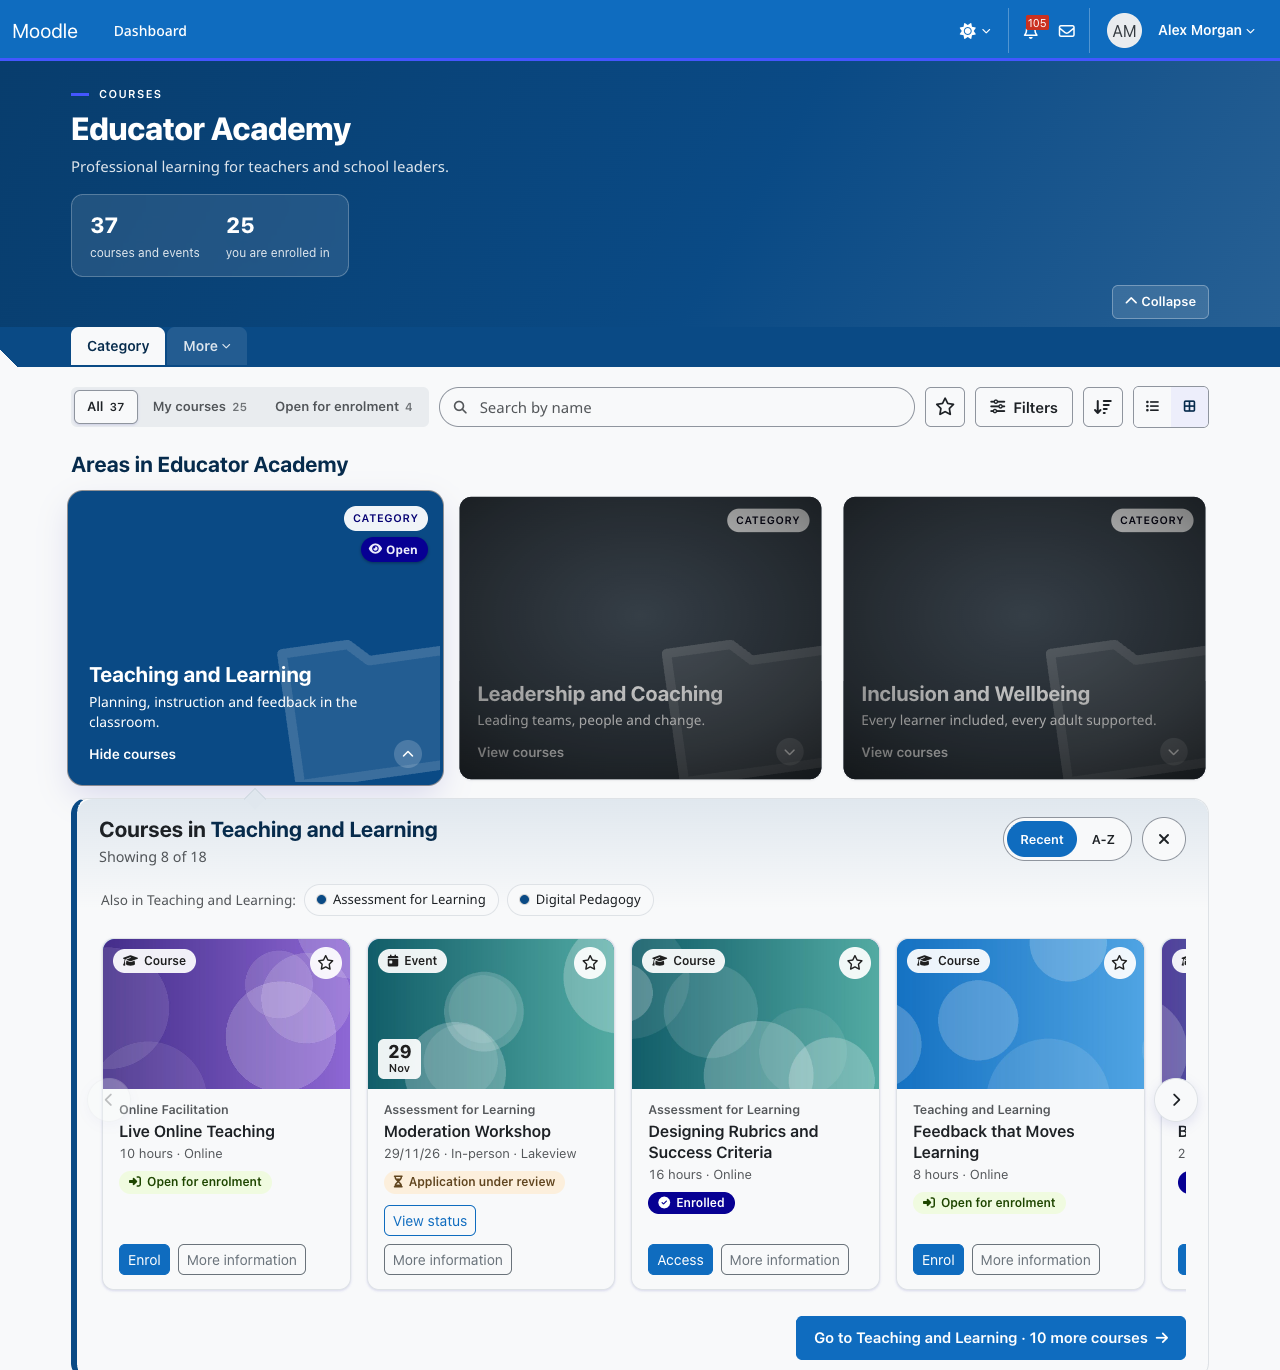 Moodle
Dashboard
105
AM
Alex Morgan
COURSES
Educator Academy
Professional learning for teachers and school leaders.
37
courses and events
25
you are enrolled in
Collapse
Category
More
All 37
My courses 25
Open for enrolment 4
Search by name
Filters
Areas in Educator Academy
CATEGORY
Open
Teaching and Learning
Planning, instruction and feedback in the
classroom.
Hide courses
CATEGORY
Leadership and Coaching
Leading teams, people and change.
View courses
CATEGORY
Inclusion and Wellbeing
Every learner included, every adult supported.
View courses
Courses in Teaching and Learning
Showing 8 of 18
Recent
A-Z
Also in Teaching and Learning:
Assessment for Learning
Digital Pedagogy
Course
Online Facilitation
Live Online Teaching
10 hours · Online
Open for enrolment
Enrol
More information
Event
29
Nov
Assessment for Learning
Moderation Workshop
29/11/26 · In-person · Lakeview
Application under review
View status
More information
Course
Assessment for Learning
Designing Rubrics and
Success Criteria
16 hours · Online
Enrolled
Access
More information
Course
Teaching and Learning
Feedback that Moves
Learning
8 hours · Online
Open for enrolment
Enrol
More information
Go to Teaching and Learning · 10 more courses